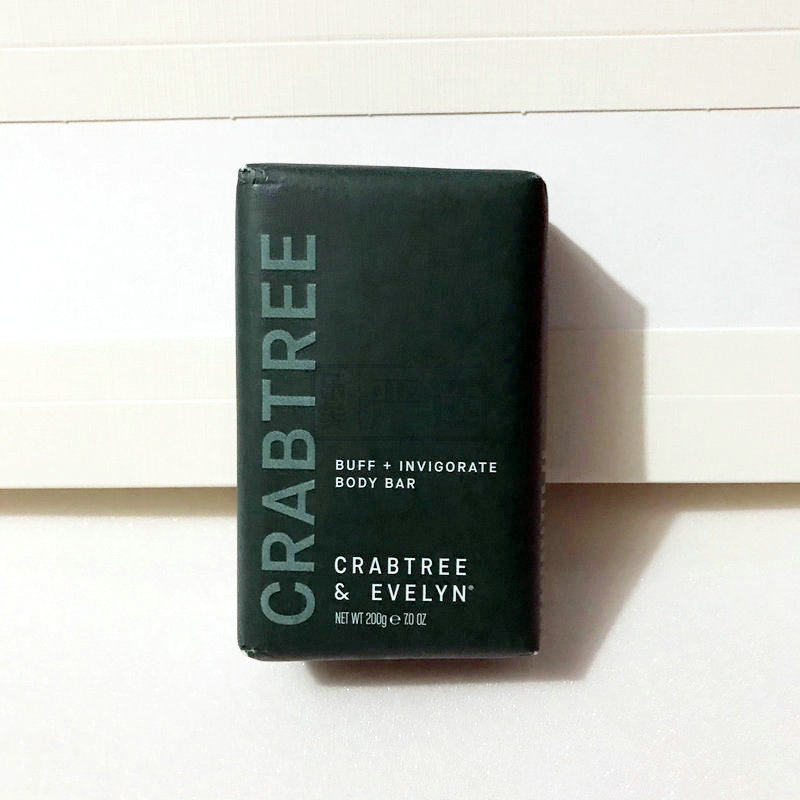 CRABTREE
BUFF + INVIGORATE
BODY BAR
CRABTREE
& EVELYN®
NET WT 200g ℮ 7.0 OZ